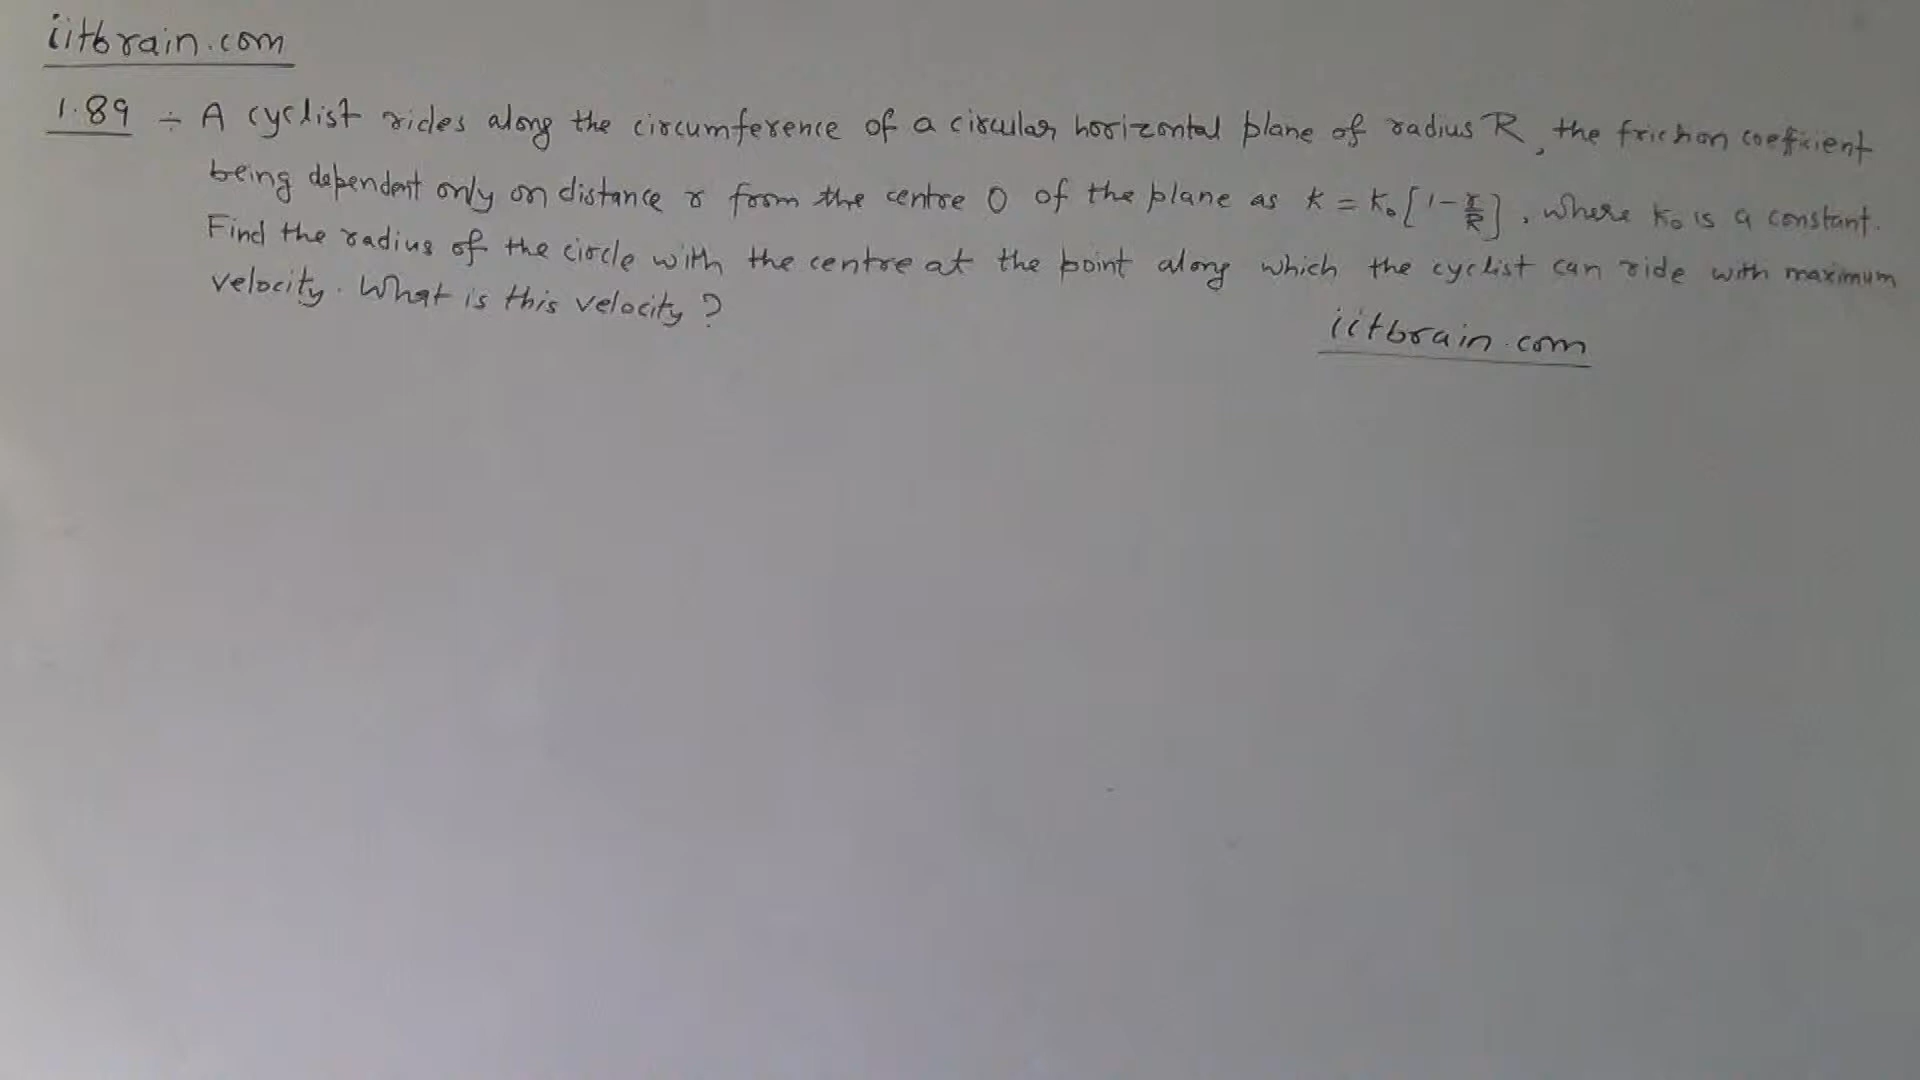 iitbrain.com
1.89 ÷ A cyclist rides along the circumference of a circular horizontal plane of radius R, the friction coefficient
being dependent only on distance r from the centre O of the plane as k = k₀[1-r/R], where k₀ is a constant.
Find the radius of the circle with the centre at the point along which the cyclist can ride with maximum
velocity. What is this velocity?
iitbrain.com